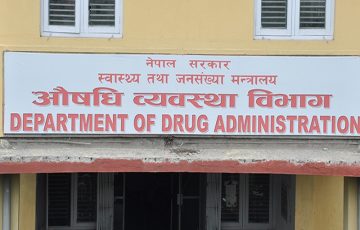 नेपाल सरकार
स्वास्थ्य तथा जनसंख्या मन्त्रालय
औषधि व्यवस्था विभाग
DEPARTMENT OF DRUG ADMINISTRATION